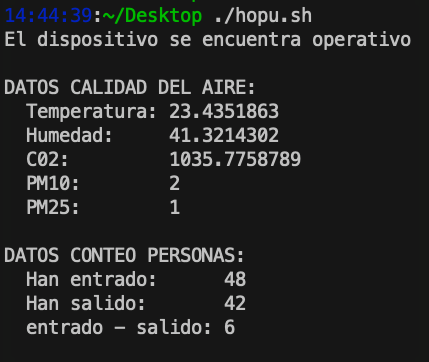 14:44:39:~/Desktop ./hopu.sh
El dispositivo se encuentra operativo
DATOS CALIDAD DEL AIRE:
Temperatura: 23.4351863
Humedad: 41.3214302
C02: 1035.7758789
PM10: 2
PM25: 1
DATOS CONTEO PERSONAS:
Han entrado: 48
Han salido: 42
entrado - salido: 6